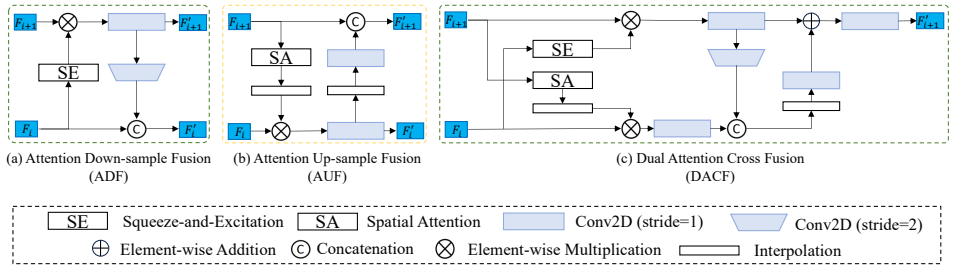 F_{i+1} F'_{i+1} F_{i+1} C F'_{i+1} F_{i+1} F'_{i+1}
SE SA SE
SA
F_i C F'_i F_i F'_i F_i C
(a) Attention Down-sample Fusion (b) Attention Up-sample Fusion (c) Dual Attention Cross Fusion
(ADF) (AUF) (DACF)
SE Squeeze-and-Excitation SA Spatial Attention Conv2D (stride=1) Conv2D (stride=2)
Element-wise Addition C Concatenation Element-wise Multiplication Interpolation